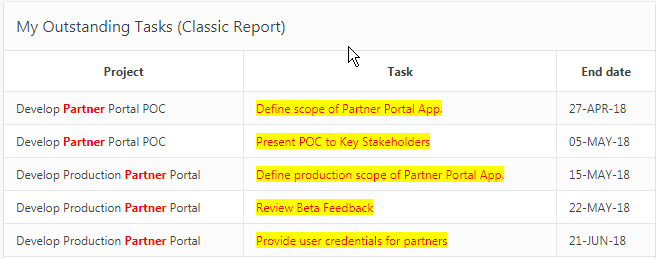 My Outstanding Tasks (Classic Report)
Project Task End date
Develop Partner Portal POC Define scope of Partner Portal App. 27-APR-18
Develop Partner Portal POC Present POC to Key Stakeholders 05-MAY-18
Develop Production Partner Portal Define production scope of Partner Portal App. 15-MAY-18
Develop Production Partner Portal Review Beta Feedback 22-MAY-18
Develop Production Partner Portal Provide user credentials for partners 21-JUN-18